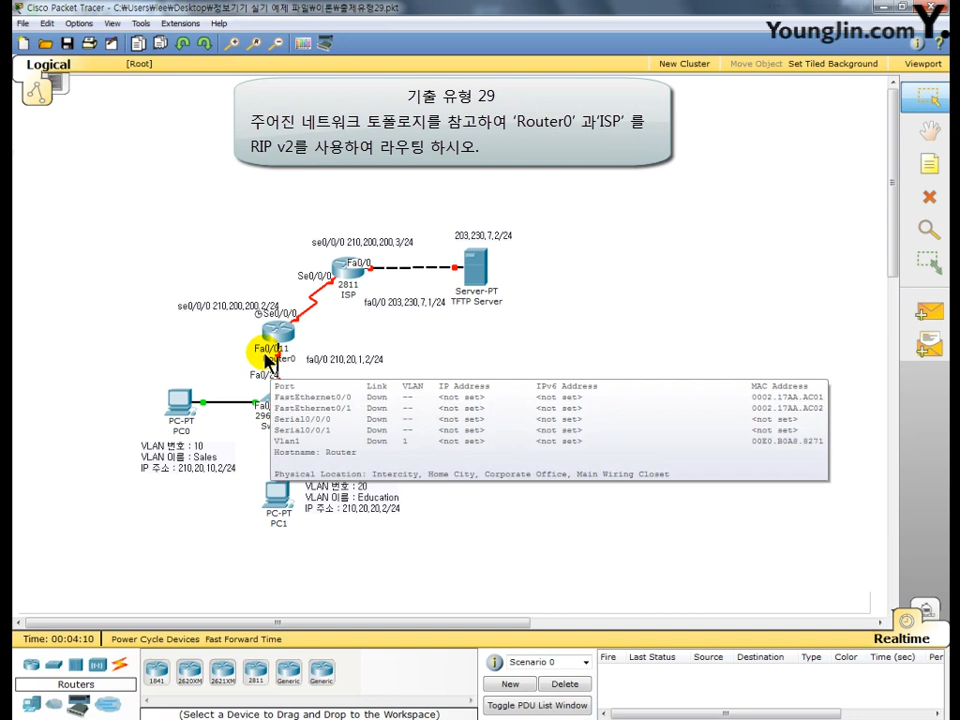 Cisco Packet Tracer - C:\Users\lee\Desktop\정보기기 실기 예제 파일\이론\출제유형29.pkt
File Edit Options View Tools Extensions Help
YoungJin.com Y.
Logical [Root] New Cluster Move Object Set Tiled Background Viewport
기출 유형 29
주어진 네트워크 토폴로지를 참고하여 ‘Router0’ 과‘ISP’ 를
RIP v2를 사용하여 라우팅 하시오.
203,230,7,2/24
se0/0/0 210,200,200,3/24
Fa0/0
Se0/0/0
2811
ISP
Server-PT
TFTP Server
fa0/0 203,230,7,1/24
se0/0/0 210,200,200,2/24
Se0/0/0
Fa0/0
fa0/0 210,20,1,2/24
Port Link VLAN IP Address IPv6 Address MAC Address
FastEthernet0/0 Down -- <not set> <not set> 0002.17AA.AC01
FastEthernet0/1 Down -- <not set> <not set> 0002.17AA.AC02
Serial0/0/0 Down -- <not set> <not set> <not set>
Serial0/0/1 Down -- <not set> <not set> <not set>
Vlan1 Down 1 <not set> <not set> 00E0.B0A8.8271
Hostname: Router
Physical Location: Intercity, Home City, Corporate Office, Main Wiring Closet
PC-PT
PC0
VLAN 번호 : 10
VLAN 이름 : Sales
IP 주소 : 210,20,10,2/24
PC-PT
PC1
VLAN 번호 : 20
VLAN 이름 : Education
IP 주소 : 210,20,20,2/24
Time: 00:04:10 Power Cycle Devices Fast Forward Time Realtime
Routers
1841 2620XM 2621XM 2811 Generic Generic
(Select a Device to Drag and Drop to the Workspace)
Scenario 0
New Delete
Toggle PDU List Window
Fire Last Status Source Destination Type Color Time (sec) Per